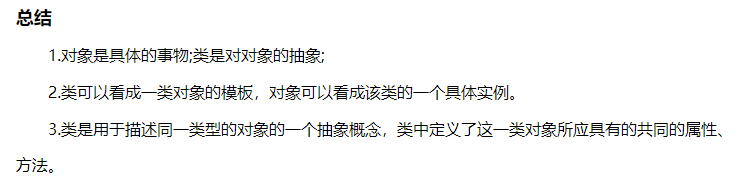 总结
1.对象是具体的事物;类是对对象的抽象;
2.类可以看成一类对象的模板，对象可以看成该类的一个具体实例。
3.类是用于描述同一类型的对象的一个抽象概念，类中定义了这一类对象所应具有的共同的属性、
方法。